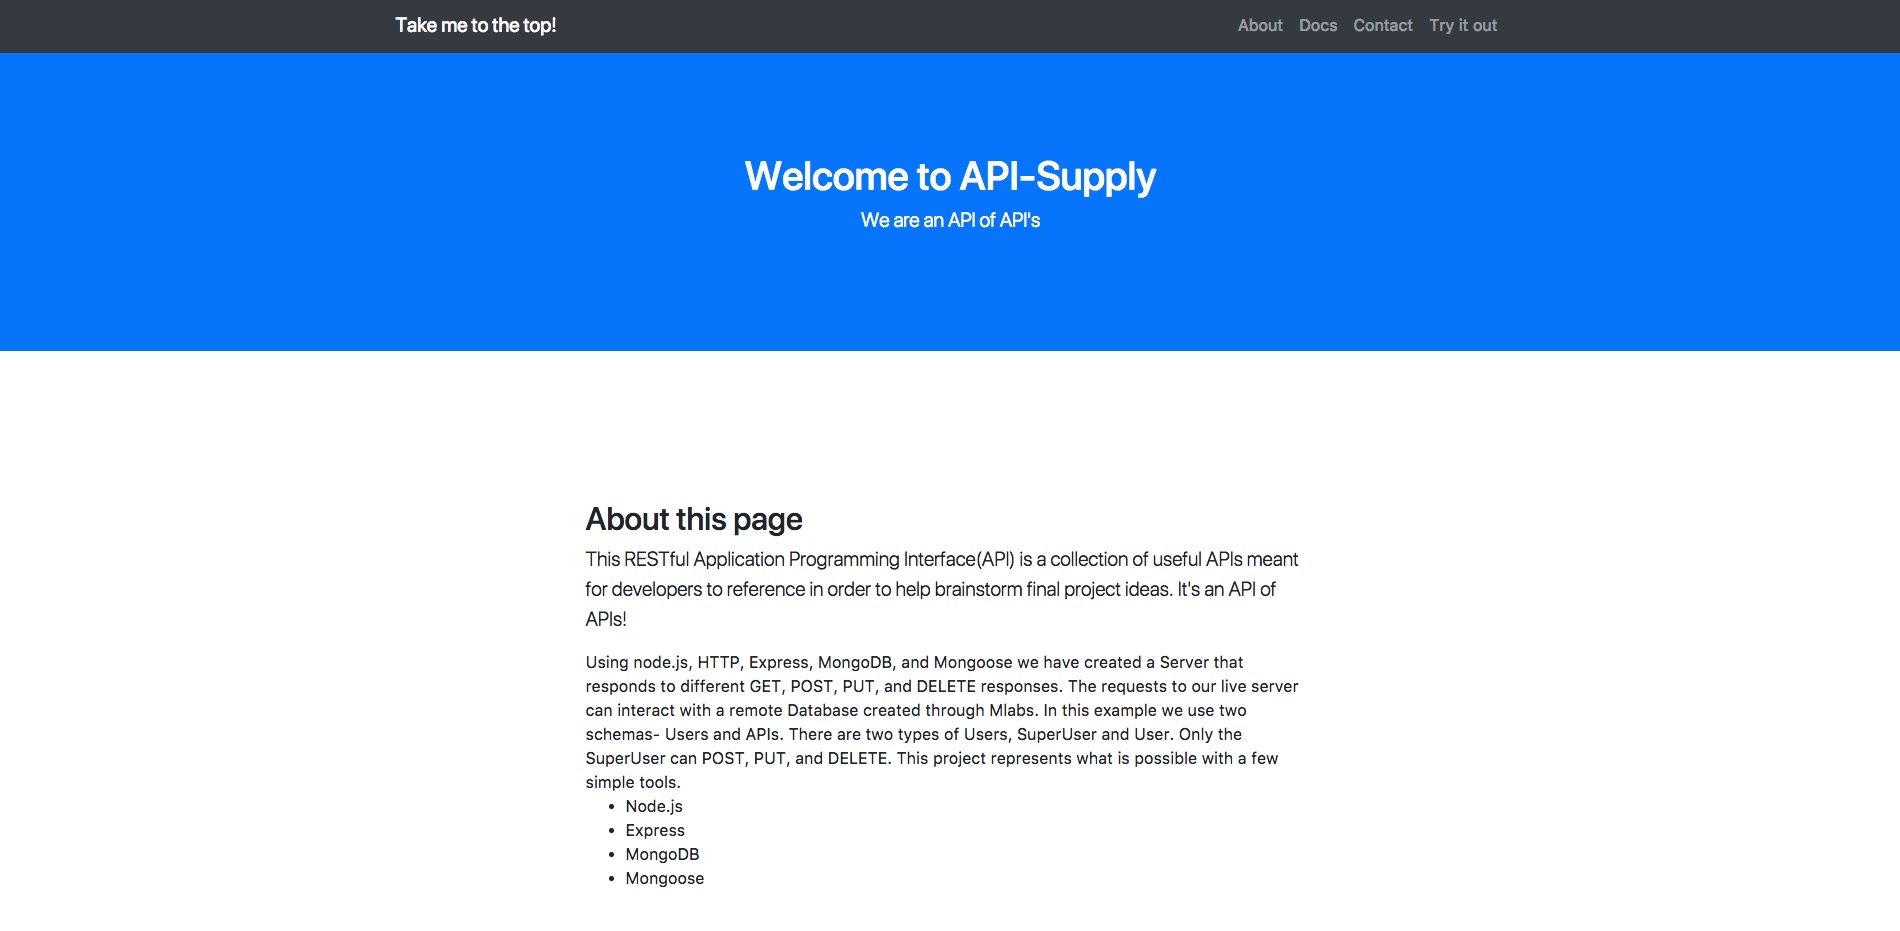 Take me to the top!
About Docs Contact Try it out
Welcome to API-Supply
We are an API of API's
About this page
This RESTful Application Programming Interface(API) is a collection of useful APIs meant
for developers to reference in order to help brainstorm final project ideas. It's an API of
APIs!
Using node.js, HTTP, Express, MongoDB, and Mongoose we have created a Server that
responds to different GET, POST, PUT, and DELETE responses. The requests to our live server
can interact with a remote Database created through Mlabs. In this example we use two
schemas- Users and APIs. There are two types of Users, SuperUser and User. Only the
SuperUser can POST, PUT, and DELETE. This project represents what is possible with a few
simple tools.
• Node.js
• Express
• MongoDB
• Mongoose